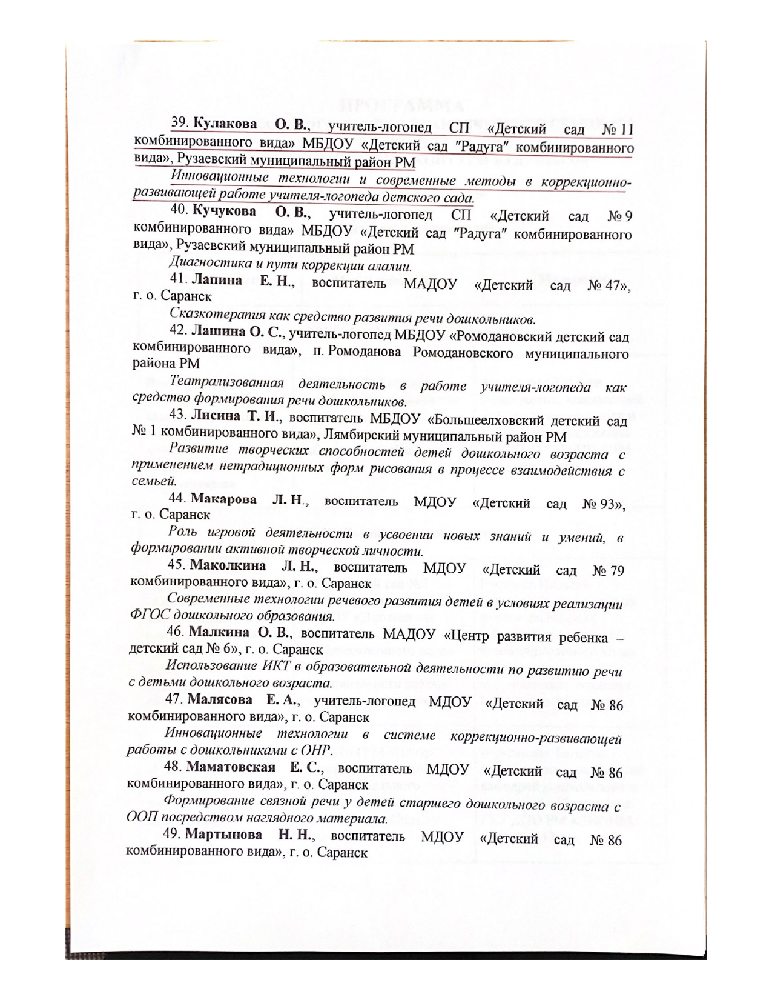 39. Кулакова О. В., учитель-логопед СП «Детский сад № 11
комбинированного вида» МБДОУ «Детский сад "Радуга" комбинированного
вида», Рузаевский муниципальный район РМ
Инновационные технологии и современные методы в коррекционно-
развивающей работе учителя-логопеда детского сада.
40. Кучукова О. В., учитель-логопед СП «Детский сад № 9
комбинированного вида» МБДОУ «Детский сад "Радуга" комбинированного
вида», Рузаевский муниципальный район РМ
Диагностика и пути коррекции алалии.
41. Лапина Е. Н., воспитатель МАДОУ «Детский сад № 47»,
г. о. Саранск
Сказкотерапия как средство развития речи дошкольников.
42. Лашина О. С., учитель-логопед МБДОУ «Ромодановский детский сад
комбинированного вида», п. Ромоданова Ромодановского муниципального
района РМ
Театрализованная деятельность в работе учителя-логопеда как
средство формирования речи дошкольников.
43. Лисина Т. И., воспитатель МБДОУ «Большеелховский детский сад
№ 1 комбинированного вида», Лямбирский муниципальный район РМ
Развитие творческих способностей детей дошкольного возраста с
применением нетрадиционных форм рисования в процессе взаимодействия с
семьей.
44. Макарова Л. Н., воспитатель МДОУ «Детский сад № 93»,
г. о. Саранск
Роль игровой деятельности в усвоении новых знаний и умений, в
формировании активной творческой личности.
45. Маколкина Л. Н., воспитатель МДОУ «Детский сад № 79
комбинированного вида», г. о. Саранск
Современные технологии речевого развития детей в условиях реализации
ФГОС дошкольного образования.
46. Малкина О. В., воспитатель МАДОУ «Центр развития ребенка –
детский сад № 6», г. о. Саранск
Использование ИКТ в образовательной деятельности по развитию речи
с детьми дошкольного возраста.
47. Малясова Е. А., учитель-логопед МДОУ «Детский сад № 86
комбинированного вида», г. о. Саранск
Инновационные технологии в системе коррекционно-развивающей
работы с дошкольниками с ОНР.
48. Маматовская Е. С., воспитатель МДОУ «Детский сад № 86
комбинированного вида», г. о. Саранск
Формирование связной речи у детей старшего дошкольного возраста с
ООП посредством наглядного материала.
49. Мартынова Н. Н., воспитатель МДОУ «Детский сад № 86
комбинированного вида», г. о. Саранск